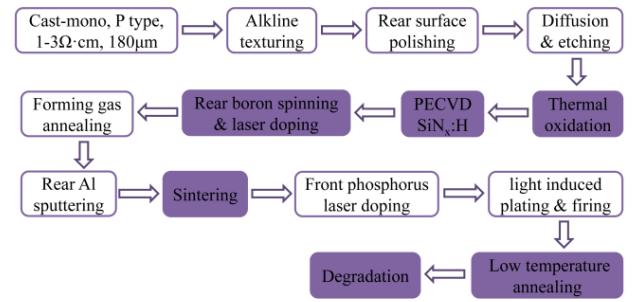 Cast-mono, P type,
1-3Ω·cm, 180μm
Alkline
texturing
Rear surface
polishing
Diffusion
& etching
Thermal
oxidation
PECVD
SiNₓ:H
Rear boron spinning
& laser doping
Forming gas
annealing
Rear Al
sputtering
Sintering
Front phosphorus
laser doping
light induced
plating & firing
Low temperature
annealing
Degradation